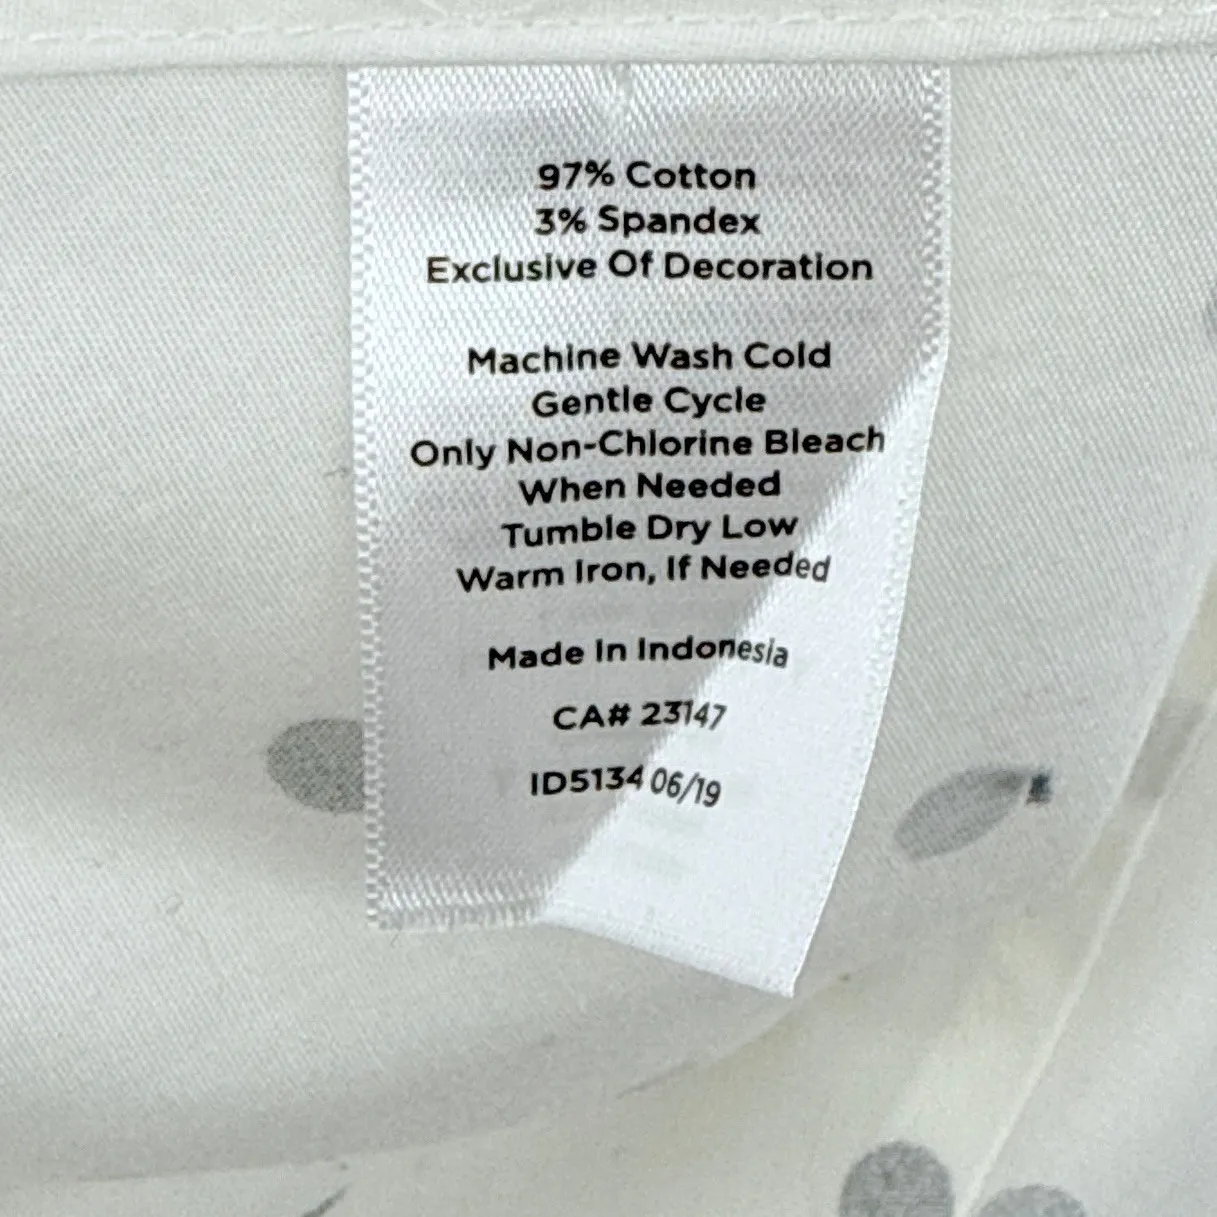 97% Cotton
3% Spandex
Exclusive Of Decoration
Machine Wash Cold
Gentle Cycle
Only Non-Chlorine Bleach
When Needed
Tumble Dry Low
Warm Iron, If Needed
Made In Indonesia
CA# 23147
ID5134 06/19